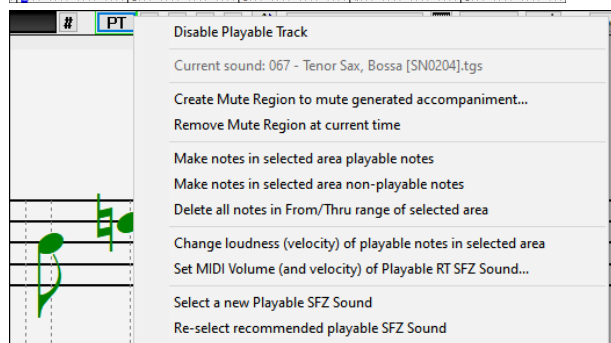 # PT
Disable Playable Track
Current sound: 067 - Tenor Sax, Bossa [SN0204].tgs
Create Mute Region to mute generated accompaniment...
Remove Mute Region at current time
Make notes in selected area playable notes
Make notes in selected area non-playable notes
Delete all notes in From/Thru range of selected area
Change loudness (velocity) of playable notes in selected area
Set MIDI Volume (and velocity) of Playable RT SFZ Sound...
Select a new Playable SFZ Sound
Re-select recommended playable SFZ Sound